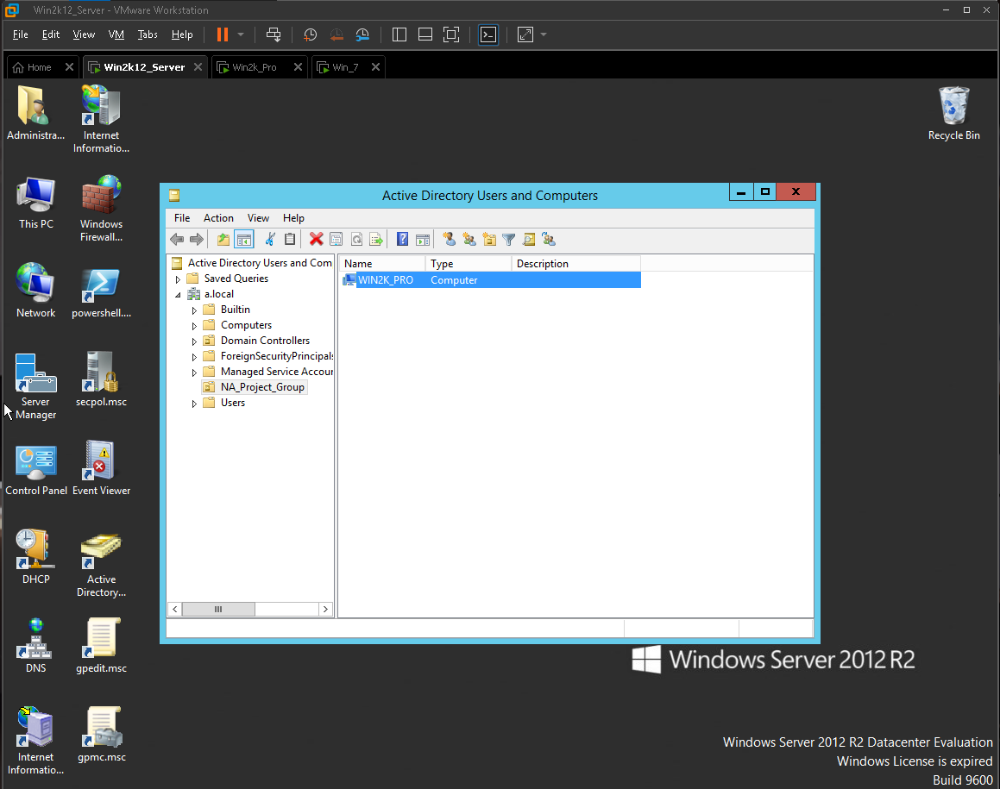 Win2k12_Server - VMware Workstation
File Edit View VM Tabs Help
Home Win2k12_Server Win2k_Pro Win_7
Administra...
Internet
Informatio...
Recycle Bin
This PC
Windows
Firewall...
Network
powershell....
Server
Manager
secpol.msc
Control Panel
Event Viewer
DHCP
Active
Directory...
DNS
gpedit.msc
Internet
Informatio...
gpmc.msc
Active Directory Users and Computers
File Action View Help
Active Directory Users and Com
Saved Queries
a.local
Builtin
Computers
Domain Controllers
ForeignSecurityPrincipals
Managed Service Accour
NA_Project_Group
Users
Name Type Description
WIN2K_PRO Computer
Windows Server 2012 R2
Windows Server 2012 R2 Datacenter Evaluation
Windows License is expired
Build 9600